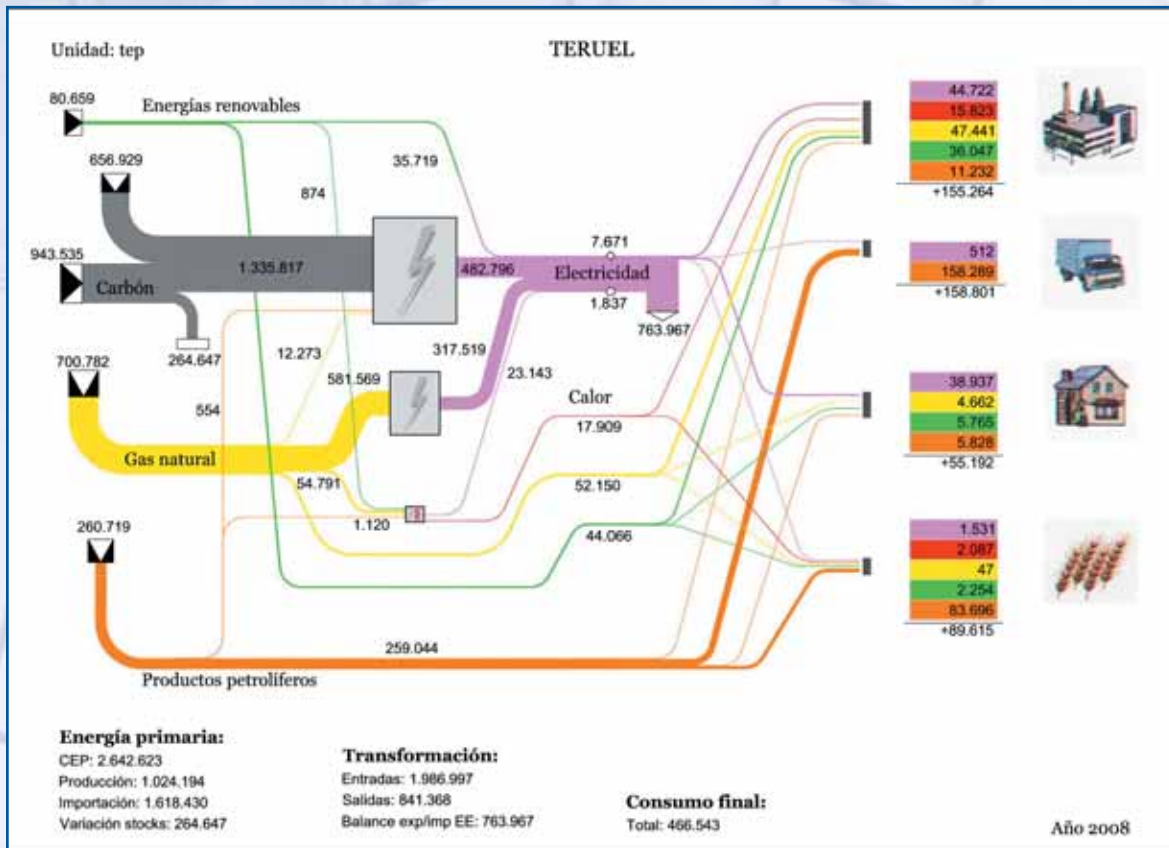 Unidad: tep
TERUEL
80.659
Energías renovables
44.722
15.823
47.441
36.047
11.232
+155.264
656.929
874
35.719
943.535
1.335.817
Carbón
482.796
7.671
Electricidad
1.837
763.967
512
158.289
+158.801
264.647
12.273
317.519
23.143
700.782
581.569
554
Calor
17.909
38.937
4.662
5.765
5.828
+55.192
Gas natural
54.791
52.150
1.120
44.066
260.719
1.531
2.087
47
2.254
83.696
+89.615
259.044
Productos petrolíferos
Energía primaria:
CEP: 2.642.623
Producción: 1.024.194
Importación: 1.618.430
Variación stocks: 264.647
Transformación:
Entradas: 1.986.997
Salidas: 841.368
Balance exp/imp EE: 763.967
Consumo final:
Total: 466.543
Año 2008